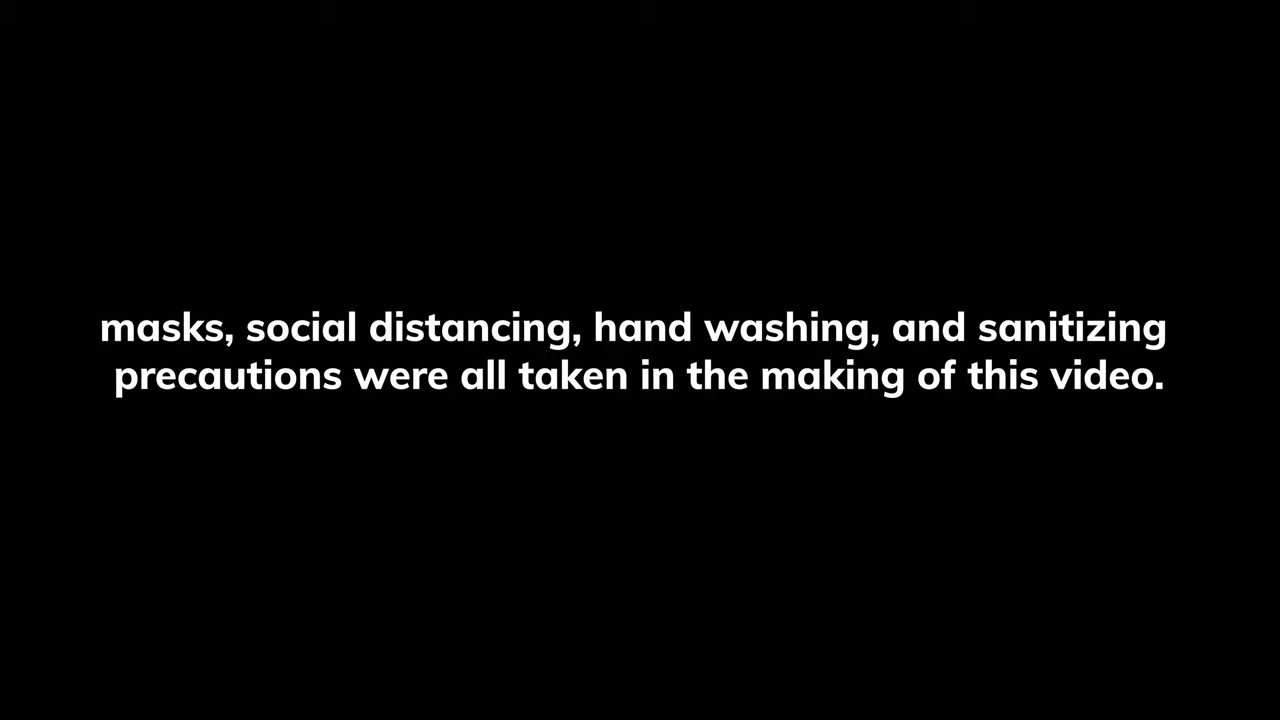 masks, social distancing, hand washing, and sanitizing
precautions were all taken in the making of this video.